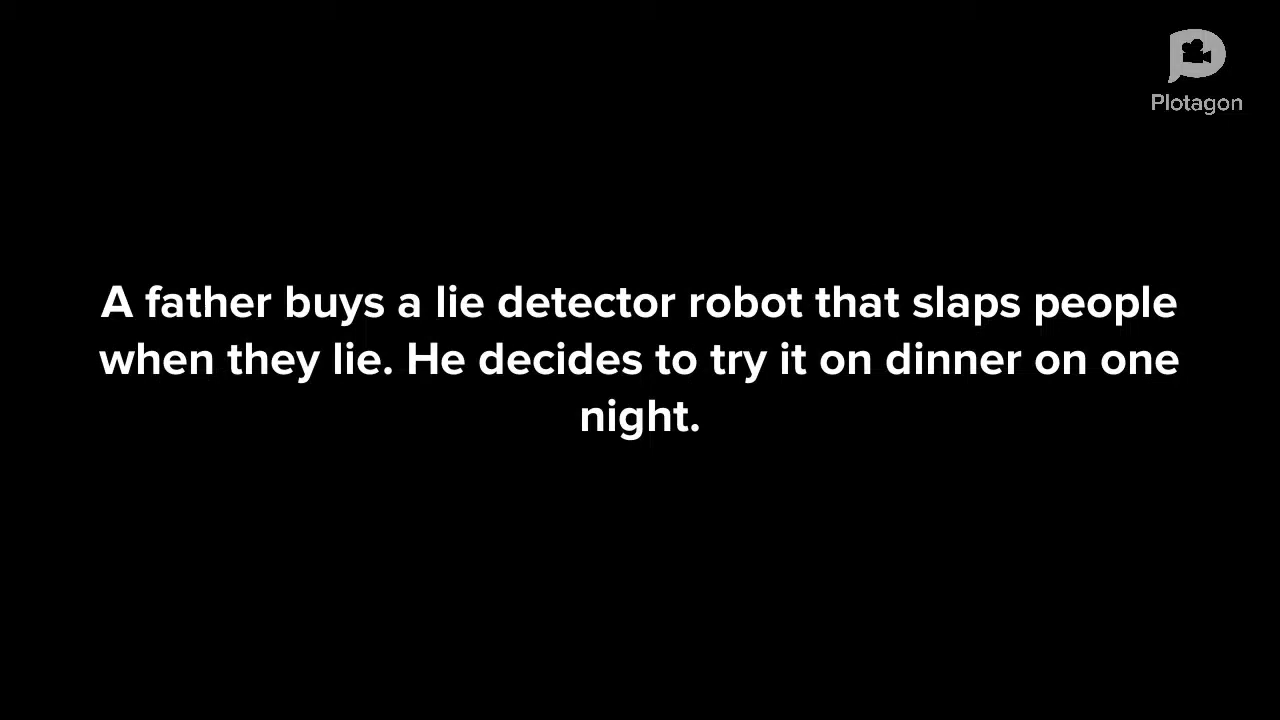 Plotagon
A father buys a lie detector robot that slaps people
when they lie. He decides to try it on dinner on one
night.